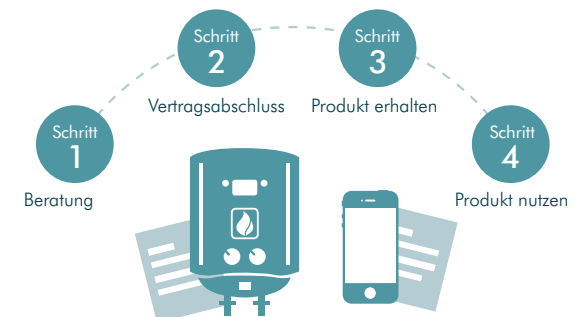 Schritt
1
Beratung
Schritt
2
Vertragsabschluss
Schritt
3
Produkt erhalten
Schritt
4
Produkt nutzen